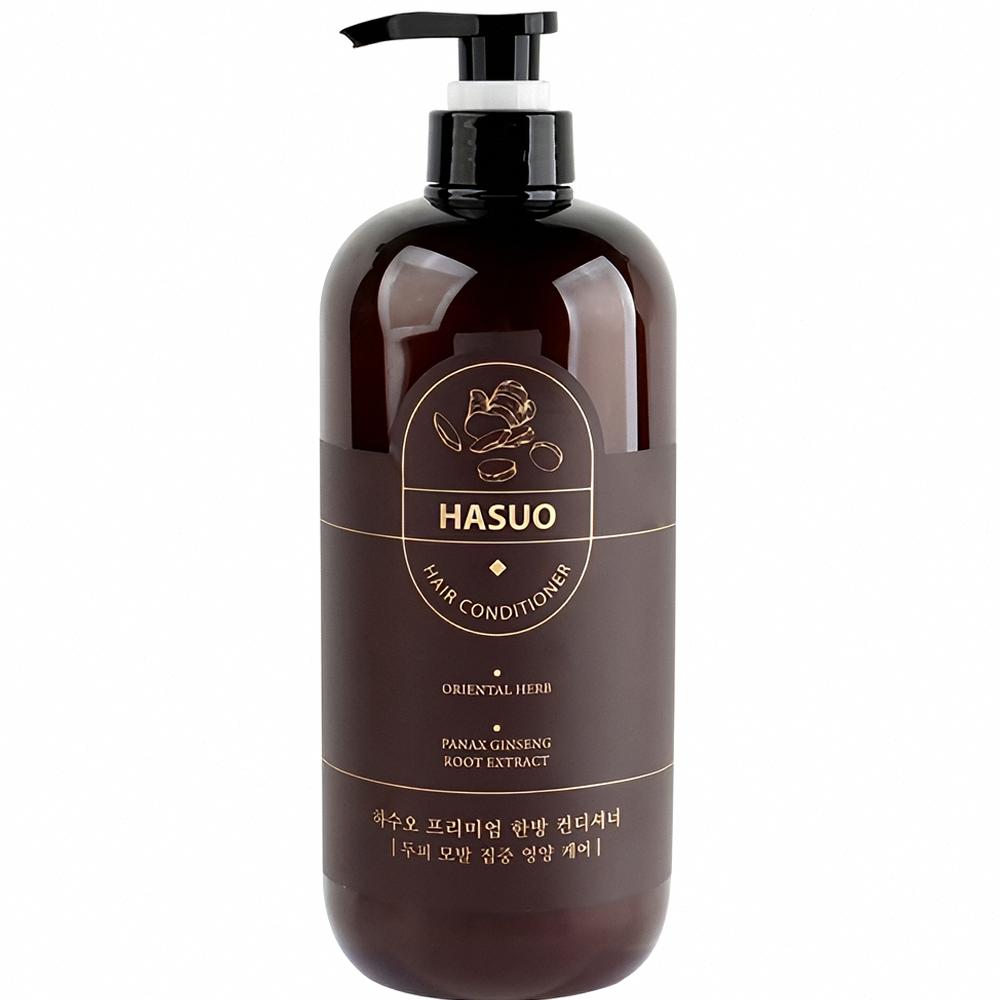 HASUO
HAIR CONDITIONER
ORIENTAL HERB
PANAX GINSENG
ROOT EXTRACT
하수오 프리미엄 한방 컨디셔너
| 두피 모발 집중 영양 케어 |